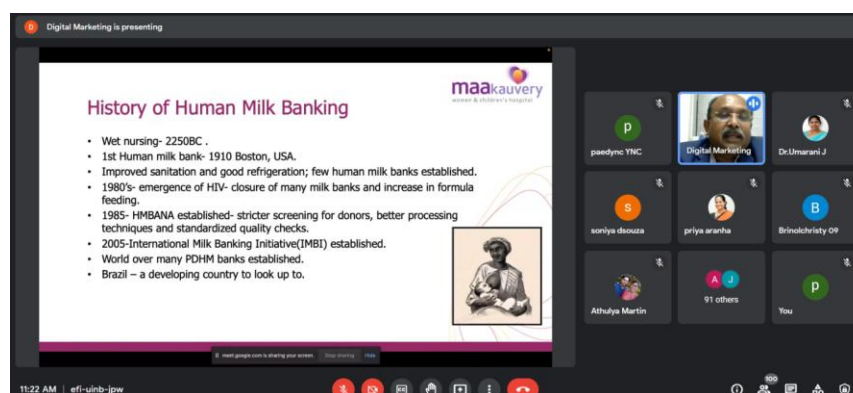 D Digital Marketing is presenting
maakauvery
women & children's hospital
History of Human Milk Banking
• Wet nursing- 2250BC .
• 1st Human milk bank- 1910 Boston, USA.
• Improved sanitation and good refrigeration; few human milk banks established.
• 1980's- emergence of HIV- closure of many milk banks and increase in formula
feeding.
• 1985- HMBANA established- stricter screening for donors, better processing
techniques and standardized quality checks.
• 2005-International Milk Banking Initiative(IMBI) established.
• World over many PDHM banks established.
• Brazil – a developing country to look up to.
meet.google.com is sharing your screen. Stop sharing Hide
p
paedync YNC
Digital Marketing
Dr.Umarani J
S
soniya dsouza
priya aranha
B
Brinolchristy 09
Athulya Martin
A J
91 others
p
You
11:22 AM | efi-uinb-jpw
CC
100